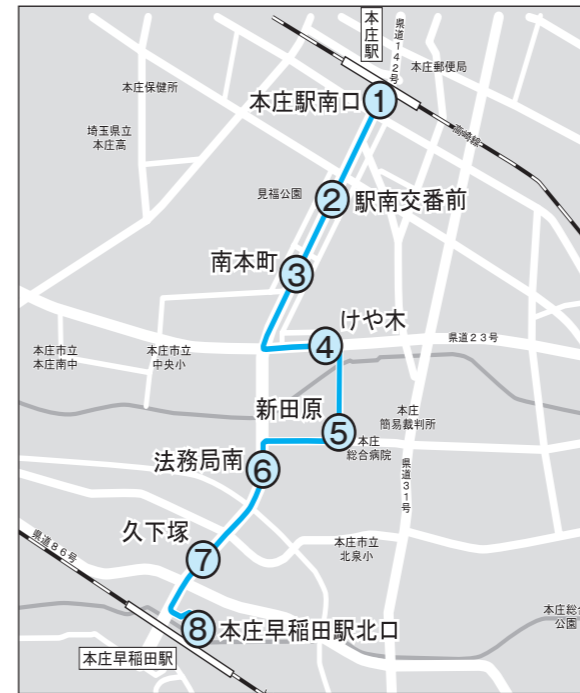 本庄駅
県道142号
本庄郵便局
本庄保健所
①
本庄駅南口
埼玉県立
本庄高
高崎線
見福公園
②
駅南交番前
南本町
③
けや木
④
県道23号
本庄市立
本庄南中
本庄市立
中央小
新田原
⑤
本庄
簡易裁判所
本庄
総合病院
法務局南
⑥
県道31号
久下塚
⑦
本庄市立
北泉小
県道86号
⑧
本庄早稲田駅北口
本庄総合
公園
本庄早稲田駅